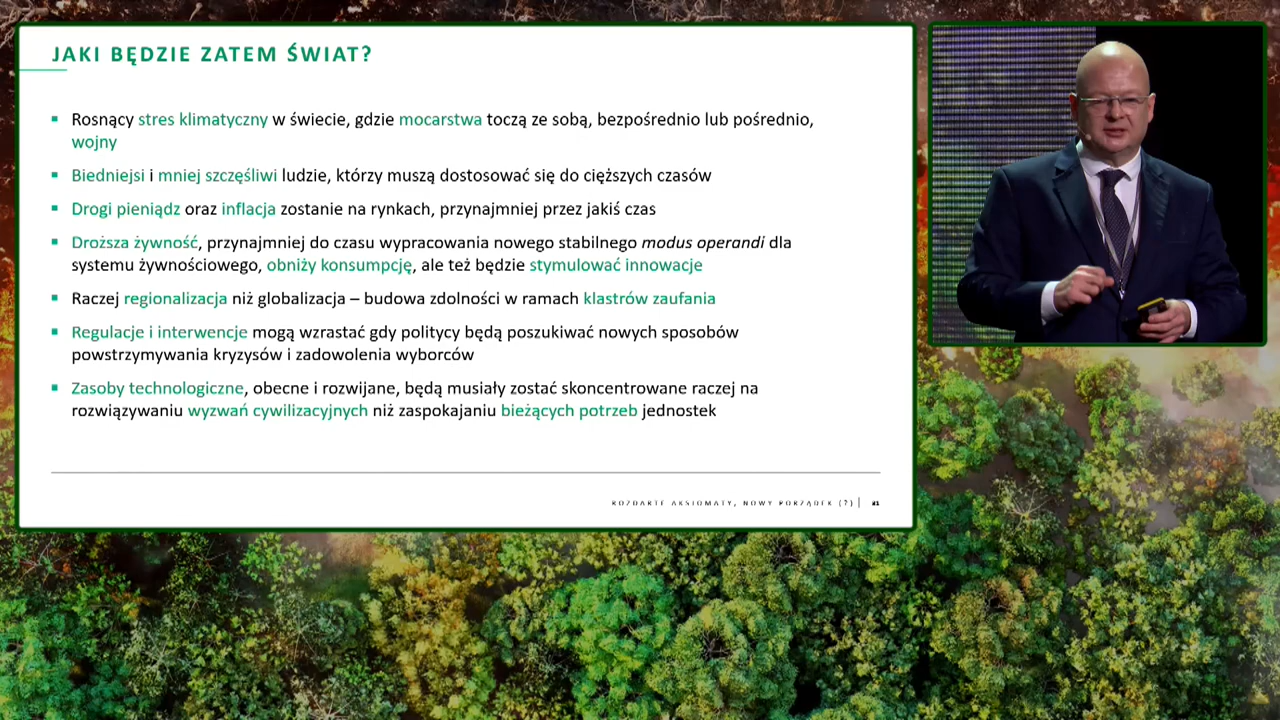 JAKI BĘDZIE ZATEM ŚWIAT?
Rosnący stres klimatyczny w świecie, gdzie mocarstwa toczą ze sobą, bezpośrednio lub pośrednio,
wojny
Biedniejsi i mniej szczęśliwi ludzie, którzy muszą dostosować się do cięższych czasów
Drogi pieniądz oraz inflacja zostanie na rynkach, przynajmniej przez jakiś czas
Droższa żywność, przynajmniej do czasu wypracowania nowego stabilnego modus operandi dla
systemu żywnościowego, obniży konsumpcję, ale też będzie stymulować innowacje
Raczej regionalizacja niż globalizacja – budowa zdolności w ramach klastrów zaufania
Regulacje i interwencje mogą wzrastać gdy politycy będą poszukiwać nowych sposobów
powstrzymywania kryzysów i zadowolenia wyborców
Zasoby technologiczne, obecne i rozwijane, będą musiały zostać skoncentrowane raczej na
rozwiązywaniu wyzwań cywilizacyjnych niż zaspokajaniu bieżących potrzeb jednostek
ROZDARTE AKSJOMATY, NOWY PORZĄDEK (?) |